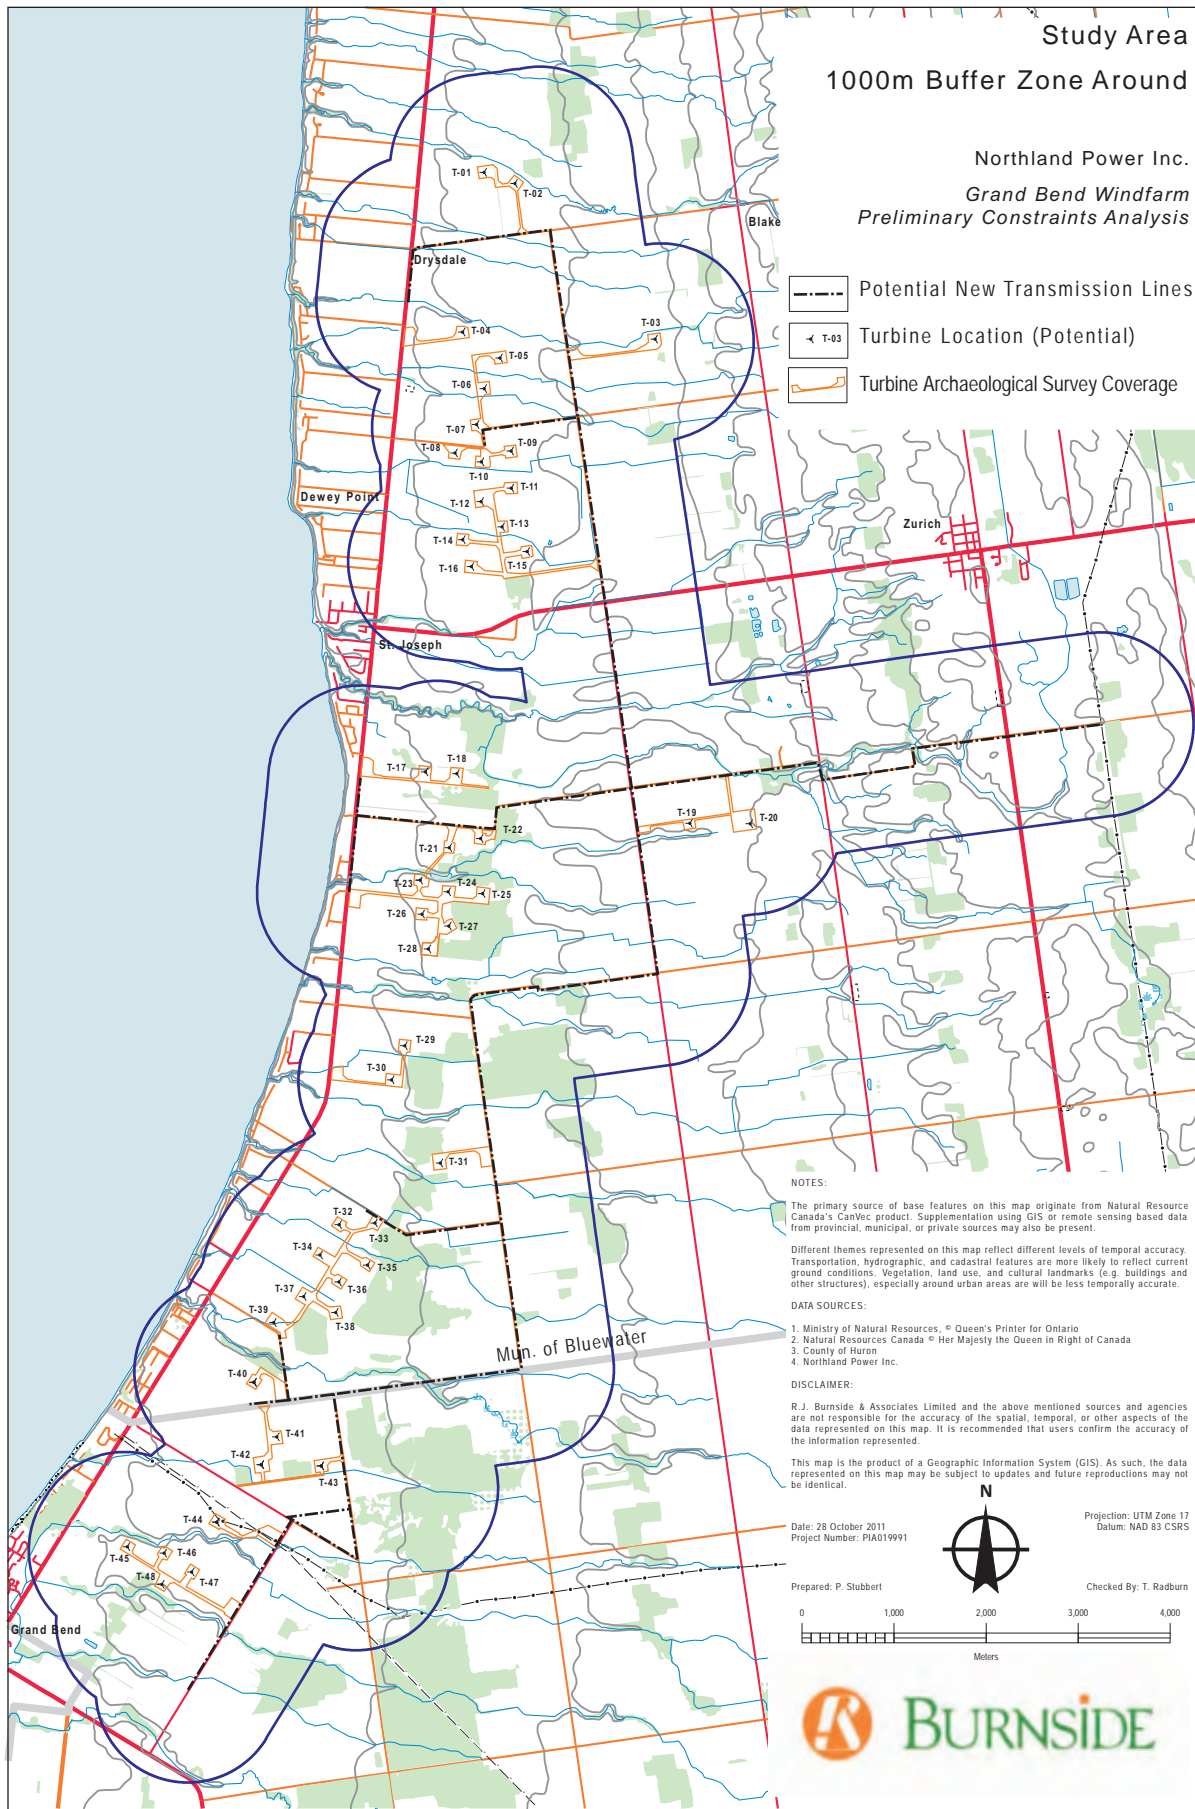 Study Area
1000m Buffer Zone Around
Northland Power Inc.
Grand Bend Windfarm
Preliminary Constraints Analysis
Potential New Transmission Lines
T-03
Turbine Location (Potential)
Turbine Archaeological Survey Coverage
T-01
T-02
Blake
Drysdale
T-04
T-03
T-05
T-06
T-07
T-08
T-09
T-10
T-11
T-12
Dewey Point
T-13
Zurich
T-14
T-15
T-16
St. Joseph
T-17
T-18
T-19
T-20
T-22
T-21
T-23
T-24
T-25
T-26
T-27
T-28
T-29
T-30
T-31
T-32
T-33
T-34
T-35
T-36
T-37
T-38
T-39
Mun. of Bluewater
T-40
T-41
T-42
T-43
T-44
T-45
T-46
T-47
T-48
Grand Bend
NOTES:
The primary source of base features on this map originate from Natural Resource
Canada's CanVec product. Supplementation using GIS or remote sensing based data
from provincial, municipal, or private sources may also be present.
Different themes represented on this map reflect different levels of temporal accuracy.
Transportation, hydrographic, and cadastral features are more likely to reflect current
ground conditions. Vegetation, land use, and cultural landmarks (e.g. buildings and
other structures), especially around urban areas are will be less temporally accurate.
DATA SOURCES:
1. Ministry of Natural Resources, © Queen's Printer for Ontario
2. Natural Resources Canada © Her Majesty the Queen in Right of Canada
3. County of Huron
4. Northland Power Inc.
DISCLAIMER:
R.J. Burnside & Associates Limited and the above mentioned sources and agencies
are not responsible for the accuracy of the spatial, temporal, or other aspects of the
data represented on this map. It is recommended that users confirm the accuracy of
the information represented.
This map is the product of a Geographic Information System (GIS). As such, the data
represented on this map may be subject to updates and future reproductions may not
be identical.
N
Date: 28 October 2011
Project Number: PIA019991
Projection: UTM Zone 17
Datum: NAD 83 CSRS
Prepared: P. Stubbert
Checked By: T. Radburn
0 1,000 2,000 3,000 4,000
Meters
BURNSIDE